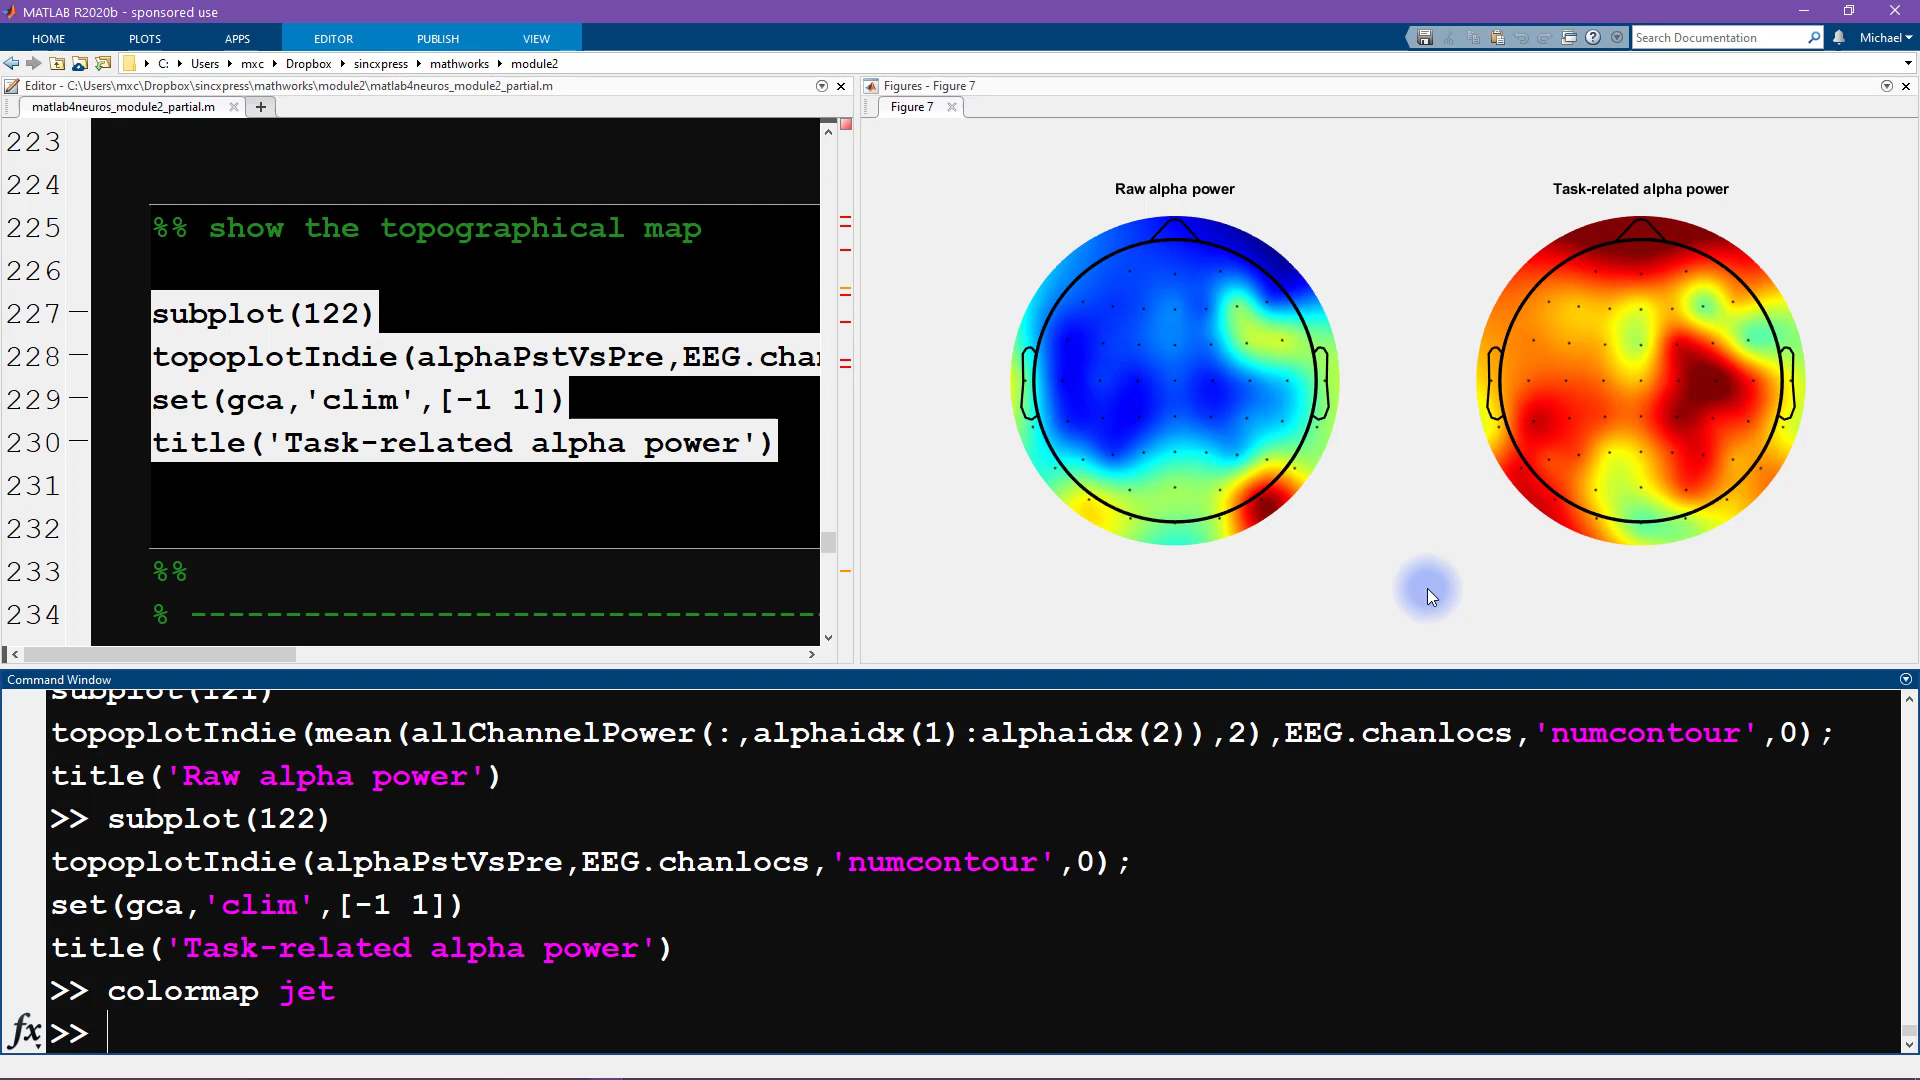 MATLAB R2020b - sponsored use
HOME PLOTS APPS EDITOR PUBLISH VIEW
Search Documentation
Michael
C: Users mxc Dropbox sincxpress mathworks module2
Editor - C:\Users\mxc\Dropbox\sincxpress\mathworks\module2\matlab4neuros_module2_partial.m
matlab4neuros_module2_partial.m
223
224
225 %% show the topographical map
226
227 subplot(122)
228 topoplotIndie(alphaPstVsPre,EEG.chan
229 set(gca,'clim',[-1 1])
230 title('Task-related alpha power')
231
232
233 %%
234 % ----------------------------------
Figures - Figure 7
Figure 7
Raw alpha power
Task-related alpha power
Command Window
subplot(121)
topoplotIndie(mean(allChannelPower(:,alphaidx(1):alphaidx(2)),2),EEG.chanlocs,'numcontour',0);
title('Raw alpha power')
>> subplot(122)
topoplotIndie(alphaPstVsPre,EEG.chanlocs,'numcontour',0);
set(gca,'clim',[-1 1])
title('Task-related alpha power')
>> colormap jet
fx >>